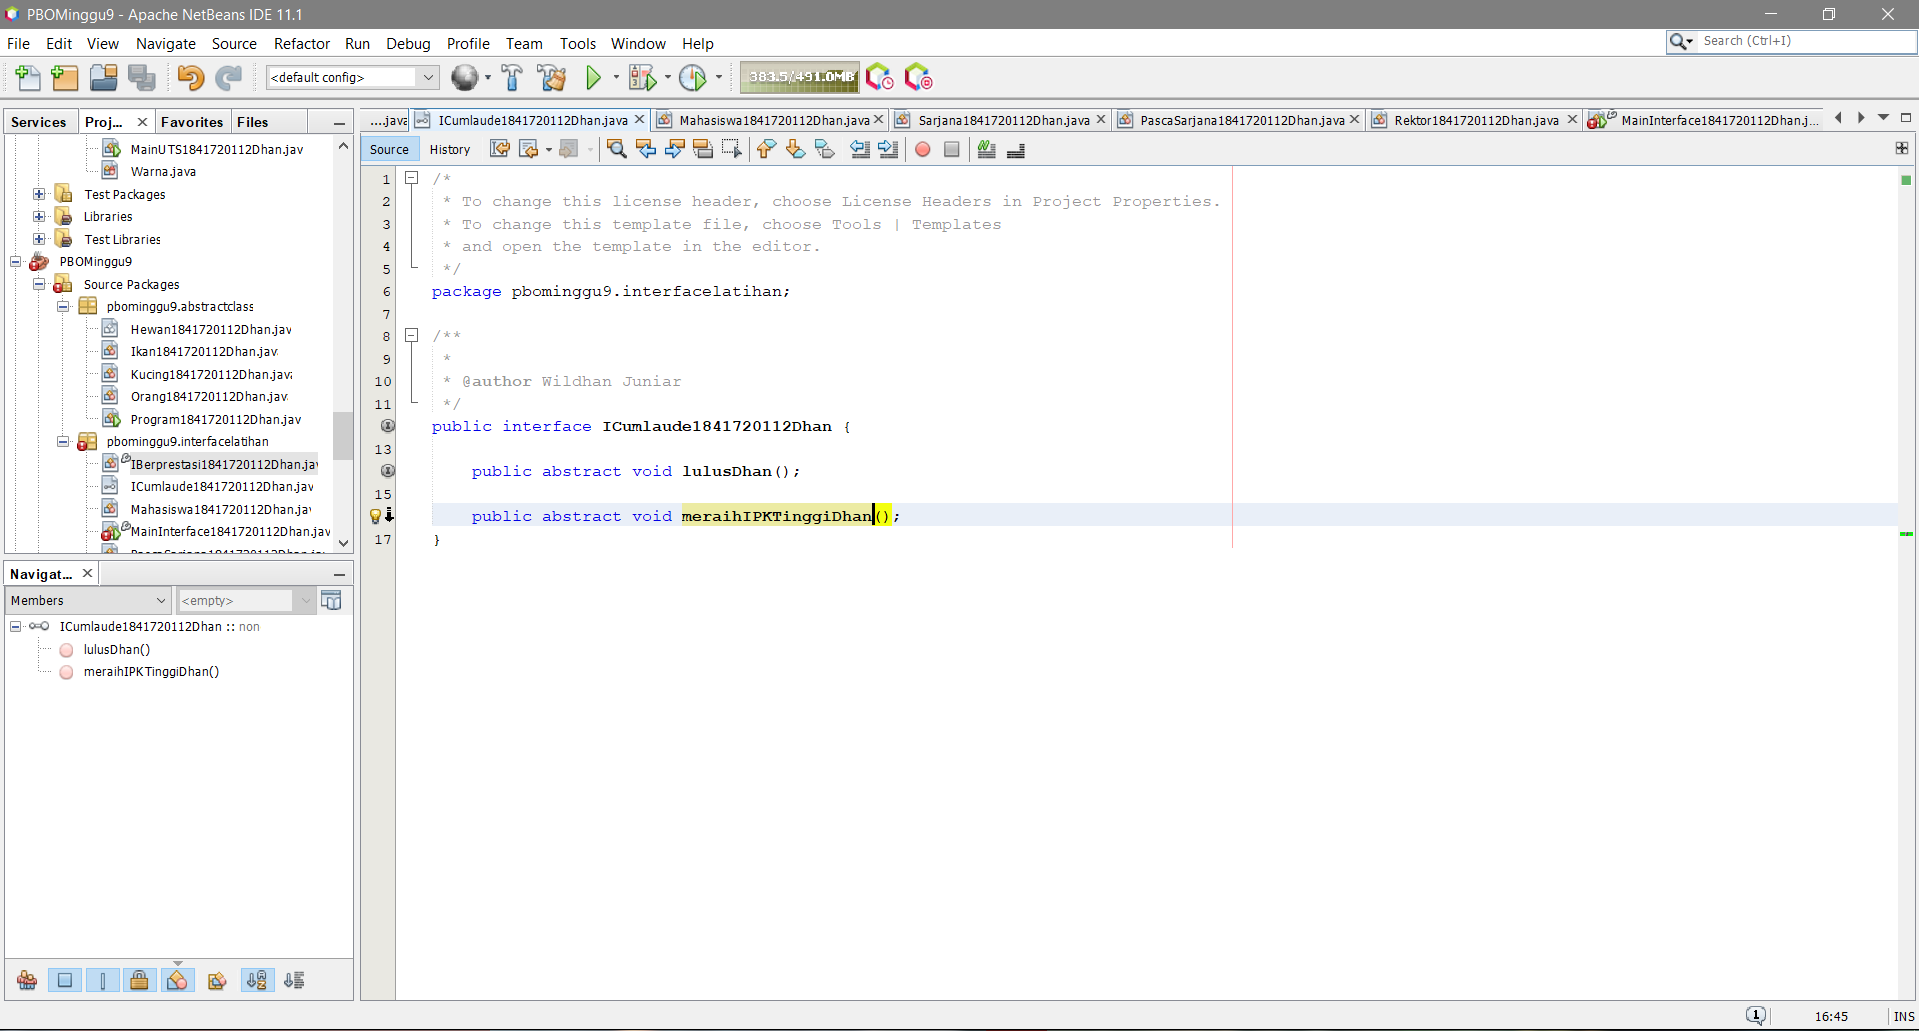 PBOMinggu9 - Apache NetBeans IDE 11.1
File Edit View Navigate Source Refactor Run Debug Profile Team Tools Window Help
Search (Ctrl+I)
<default config>
383.5/491.0MB
Services Proj... Favorites Files
MainUTS1841720112Dhan.jav
Warna.java
Test Packages
Libraries
Test Libraries
PBOMinggu9
Source Packages
pbominggu9.abstractclass
Hewan1841720112Dhan.jav
Ikan1841720112Dhan.jav
Kucing1841720112Dhan.java
Orang1841720112Dhan.jav
Program1841720112Dhan.jav
pbominggu9.interfacelatihan
IBerprestasi1841720112Dhan.jav
ICumlaude1841720112Dhan.jav
Mahasiswa1841720112Dhan.jav
MainInterface1841720112Dhan.jav
Navigat...
Members
<empty>
ICumlaude1841720112Dhan :: non
lulusDhan()
meraihIPKTinggiDhan()
....java ICumlaude1841720112Dhan.java Mahasiswa1841720112Dhan.java Sarjana1841720112Dhan.java PascaSarjana1841720112Dhan.java Rektor1841720112Dhan.java MainInterface1841720112Dhan.j...
Source History
1 /*
2 * To change this license header, choose License Headers in Project Properties.
3 * To change this template file, choose Tools | Templates
4 * and open the template in the editor.
5 */
6 package pbominggu9.interfacelatihan;
7
8 /**
9 *
10 * @author Wildhan Juniar
11 */
public interface ICumlaude1841720112Dhan {
13
public abstract void lulusDhan();
15
public abstract void meraihIPKTinggiDhan();
17 }
1
16:45
INS